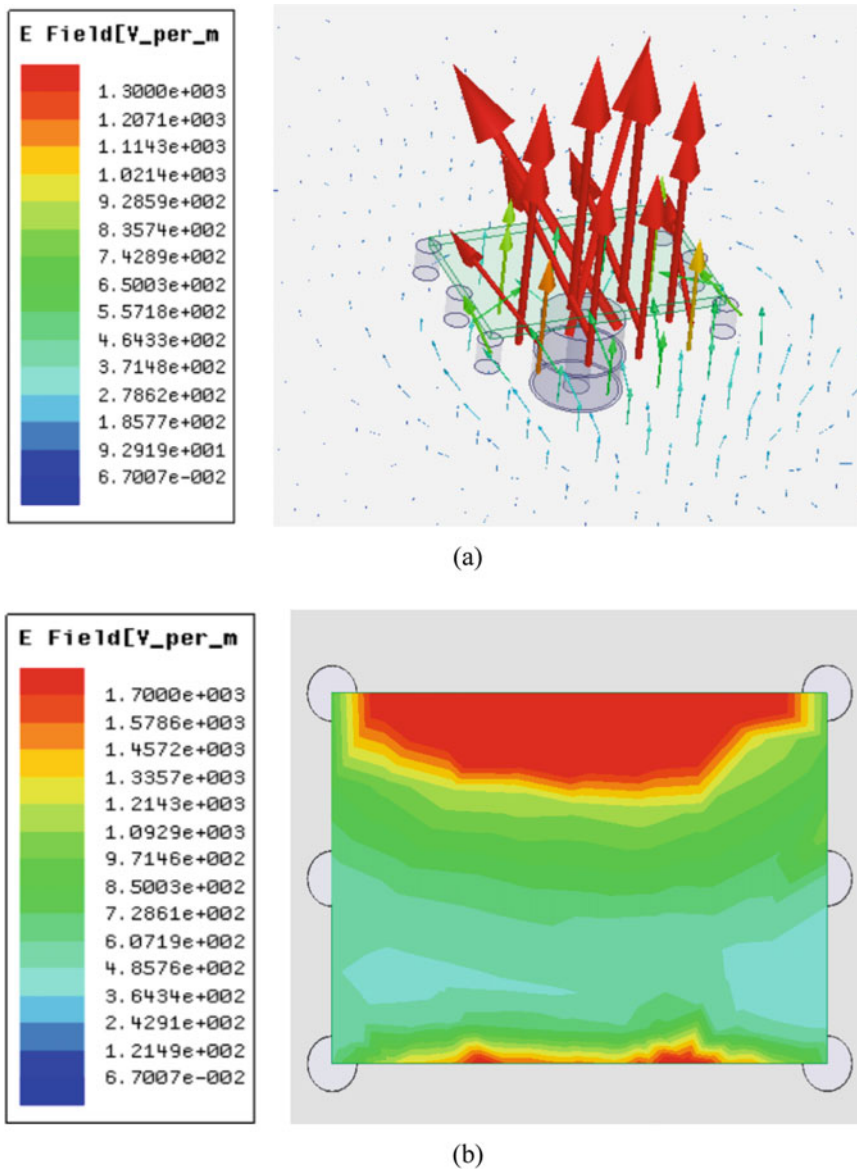 E Field[V_per_m
1.3000e+003
1.2071e+003
1.1143e+003
1.0214e+003
9.2859e+002
8.3574e+002
7.4289e+002
6.5003e+002
5.5718e+002
4.6433e+002
3.7148e+002
2.7862e+002
1.8577e+002
9.2919e+001
6.7007e-002
(a)
E Field[V_per_m
1.7000e+003
1.5786e+003
1.4572e+003
1.3357e+003
1.2143e+003
1.0929e+003
9.7146e+002
8.5003e+002
7.2861e+002
6.0719e+002
4.8576e+002
3.6434e+002
2.4291e+002
1.2149e+002
6.7007e-002
(b)